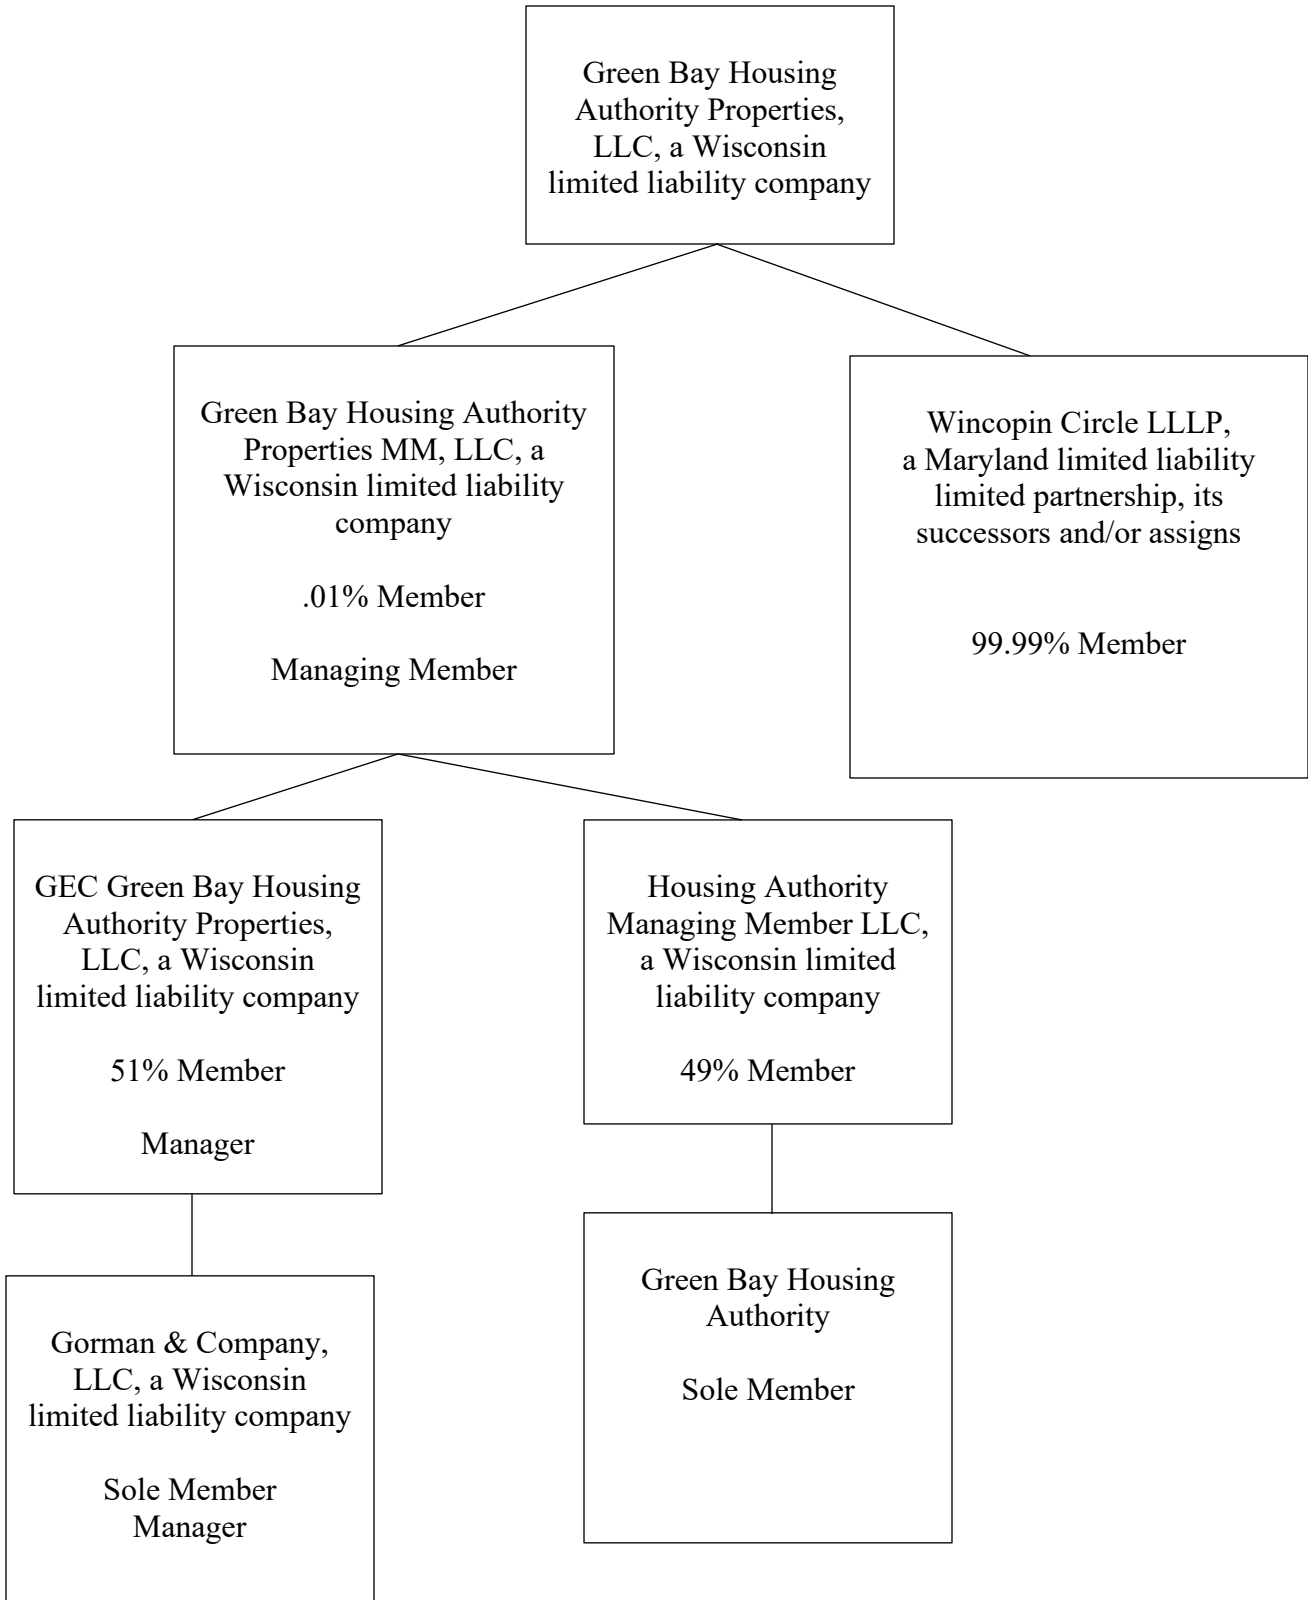 Green Bay Housing
Authority Properties,
LLC, a Wisconsin
limited liability company
Green Bay Housing Authority
Properties MM, LLC, a
Wisconsin limited liability
company
.01% Member
Managing Member
Wincopin Circle LLLP,
a Maryland limited liability
limited partnership, its
successors and/or assigns
99.99% Member
GEC Green Bay Housing
Authority Properties,
LLC, a Wisconsin
limited liability company
51% Member
Manager
Housing Authority
Managing Member LLC,
a Wisconsin limited
liability company
49% Member
Gorman & Company,
LLC, a Wisconsin
limited liability company
Sole Member
Manager
Green Bay Housing
Authority
Sole Member